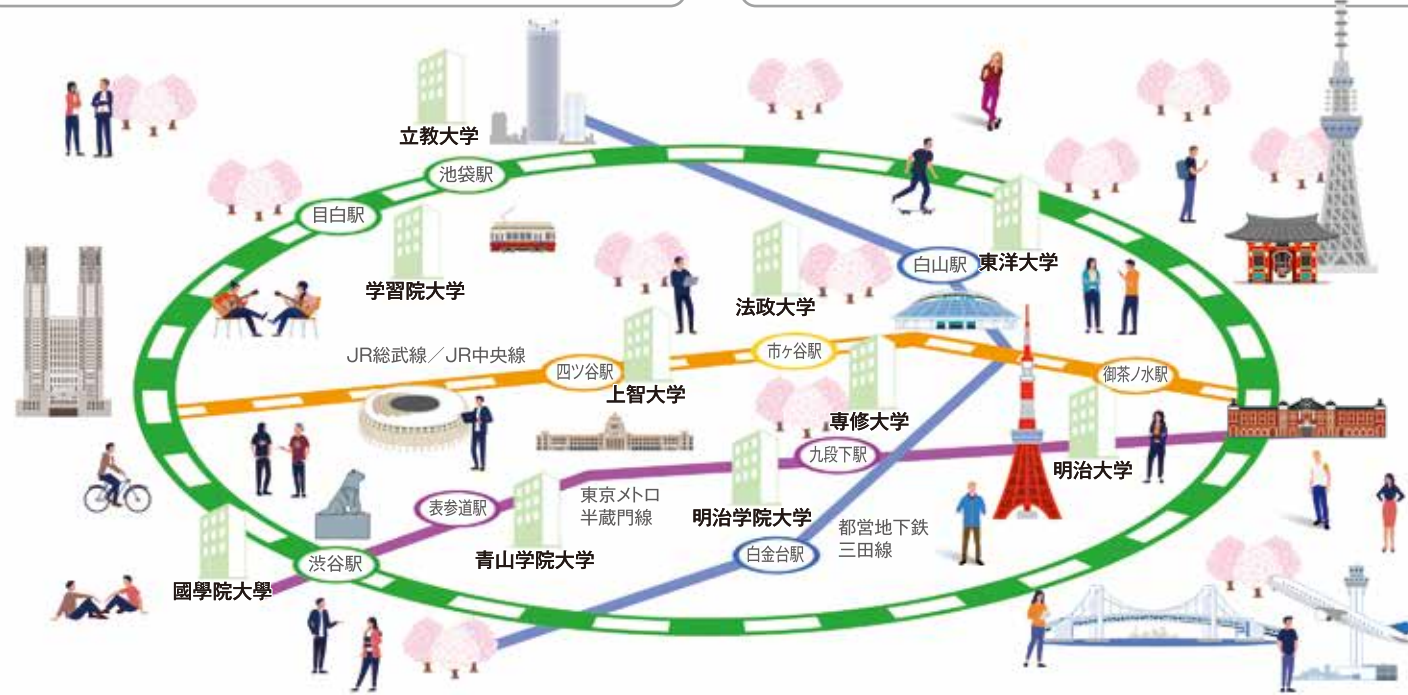 立教大学
池袋駅
目白駅
学習院大学
白山駅
東洋大学
法政大学
JR総武線／JR中央線
四ツ谷駅
上智大学
市ヶ谷駅
御茶ノ水駅
専修大学
九段下駅
明治大学
表参道駅
東京メトロ
半蔵門線
明治学院大学
青山学院大学
都営地下鉄
三田線
白金台駅
渋谷駅
國學院大學